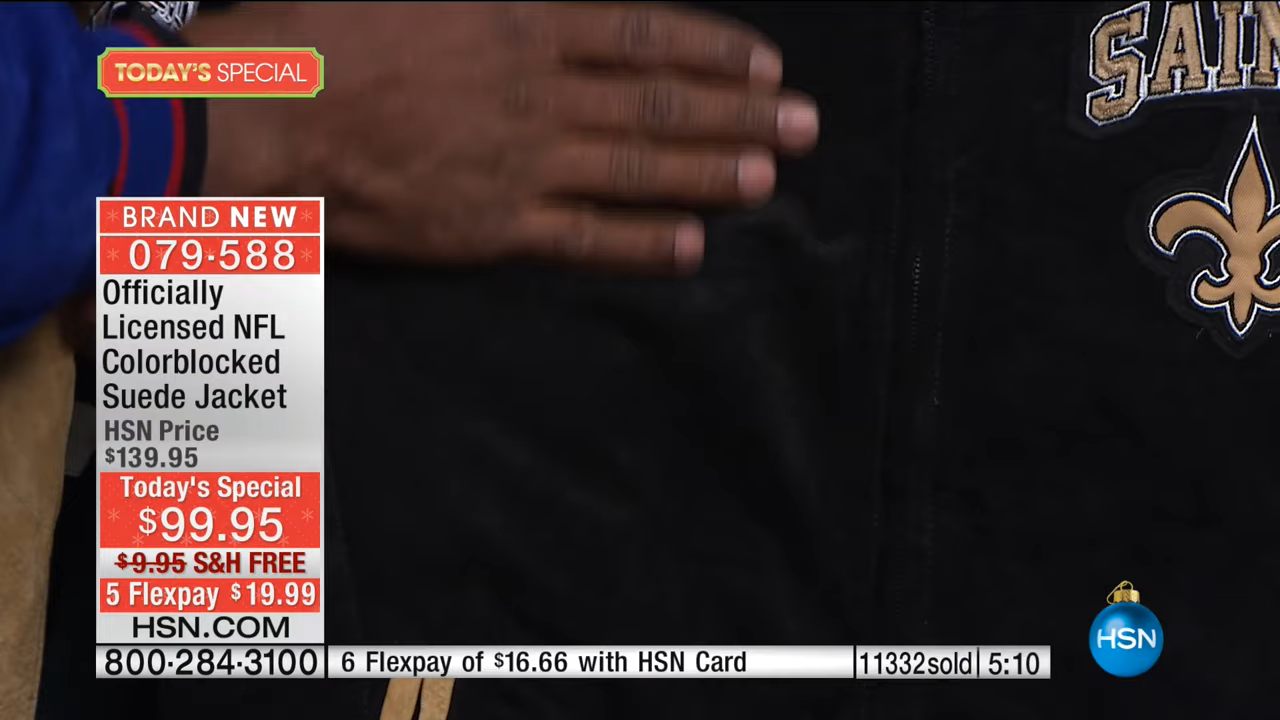 TODAY'S SPECIAL
BRAND NEW
079·588
Officially
Licensed NFL
Colorblocked
Suede Jacket
HSN Price
$139.95
Today's Special
$99.95
$9.95 S&H FREE
5 Flexpay $19.99
HSN.COM
800·284·3100
6 Flexpay of $16.66 with HSN Card
11332sold
5:10
HSN